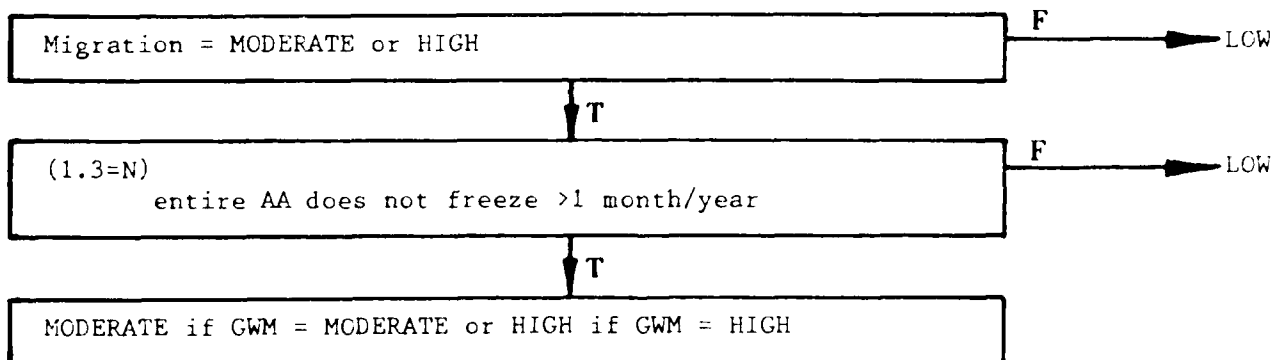 Migration = MODERATE or HIGH
F
LOW
T
(1.3=N)
entire AA does not freeze >1 month/year
F
LOW
T
MODERATE if GWM = MODERATE or HIGH if GWM = HIGH